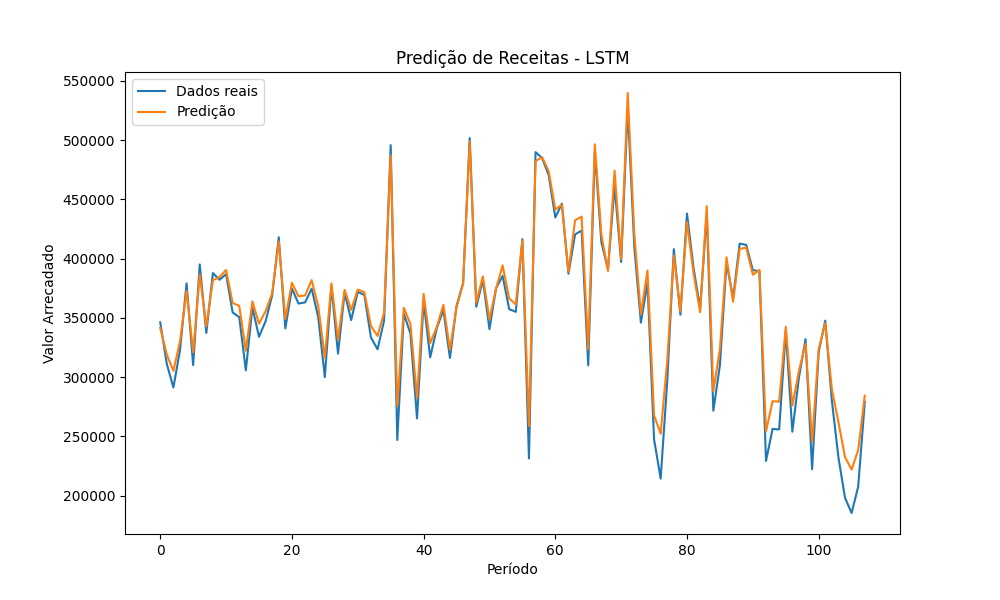 Predição de Receitas - LSTM
Dados reais
Predição
Valor Arrecadado
550000
500000
450000
400000
350000
300000
250000
200000
0 20 40 60 80 100
Período